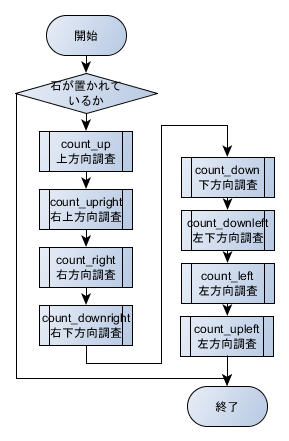 開始
石が置かれて
いるか
count_up
上方向調査
count_upright
右上方向調査
count_right
右方向調査
count_downright
右下方向調査
count_down
下方向調査
count_downleft
左下方向調査
count_left
左方向調査
count_upleft
左方向調査
終了